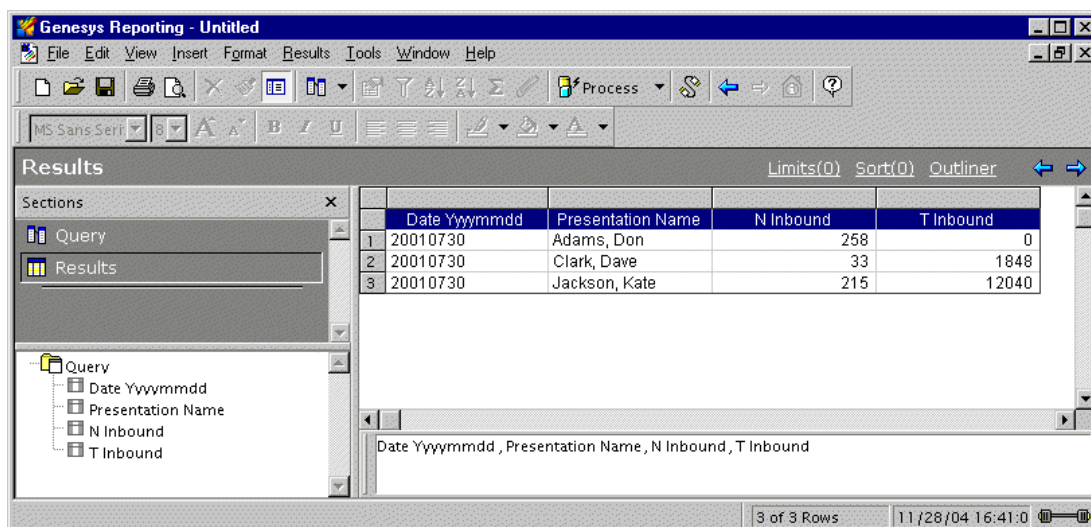 Genesys Reporting - Untitled
File Edit View Insert Format Results Tools Window Help
Process
MS Sans Seri 8 A A B I U
Results Limits(0) Sort(0) Outliner
Sections
Query
Results
Date Yyyymmdd Presentation Name N Inbound T Inbound
1 20010730 Adams, Don 258 0
2 20010730 Clark, Dave 33 1848
3 20010730 Jackson, Kate 215 12040
Query
Date Yyyymmdd
Presentation Name
N Inbound
T Inbound
Date Yyyymmdd , Presentation Name , N Inbound , T Inbound
3 of 3 Rows 11/28/04 16:41:0